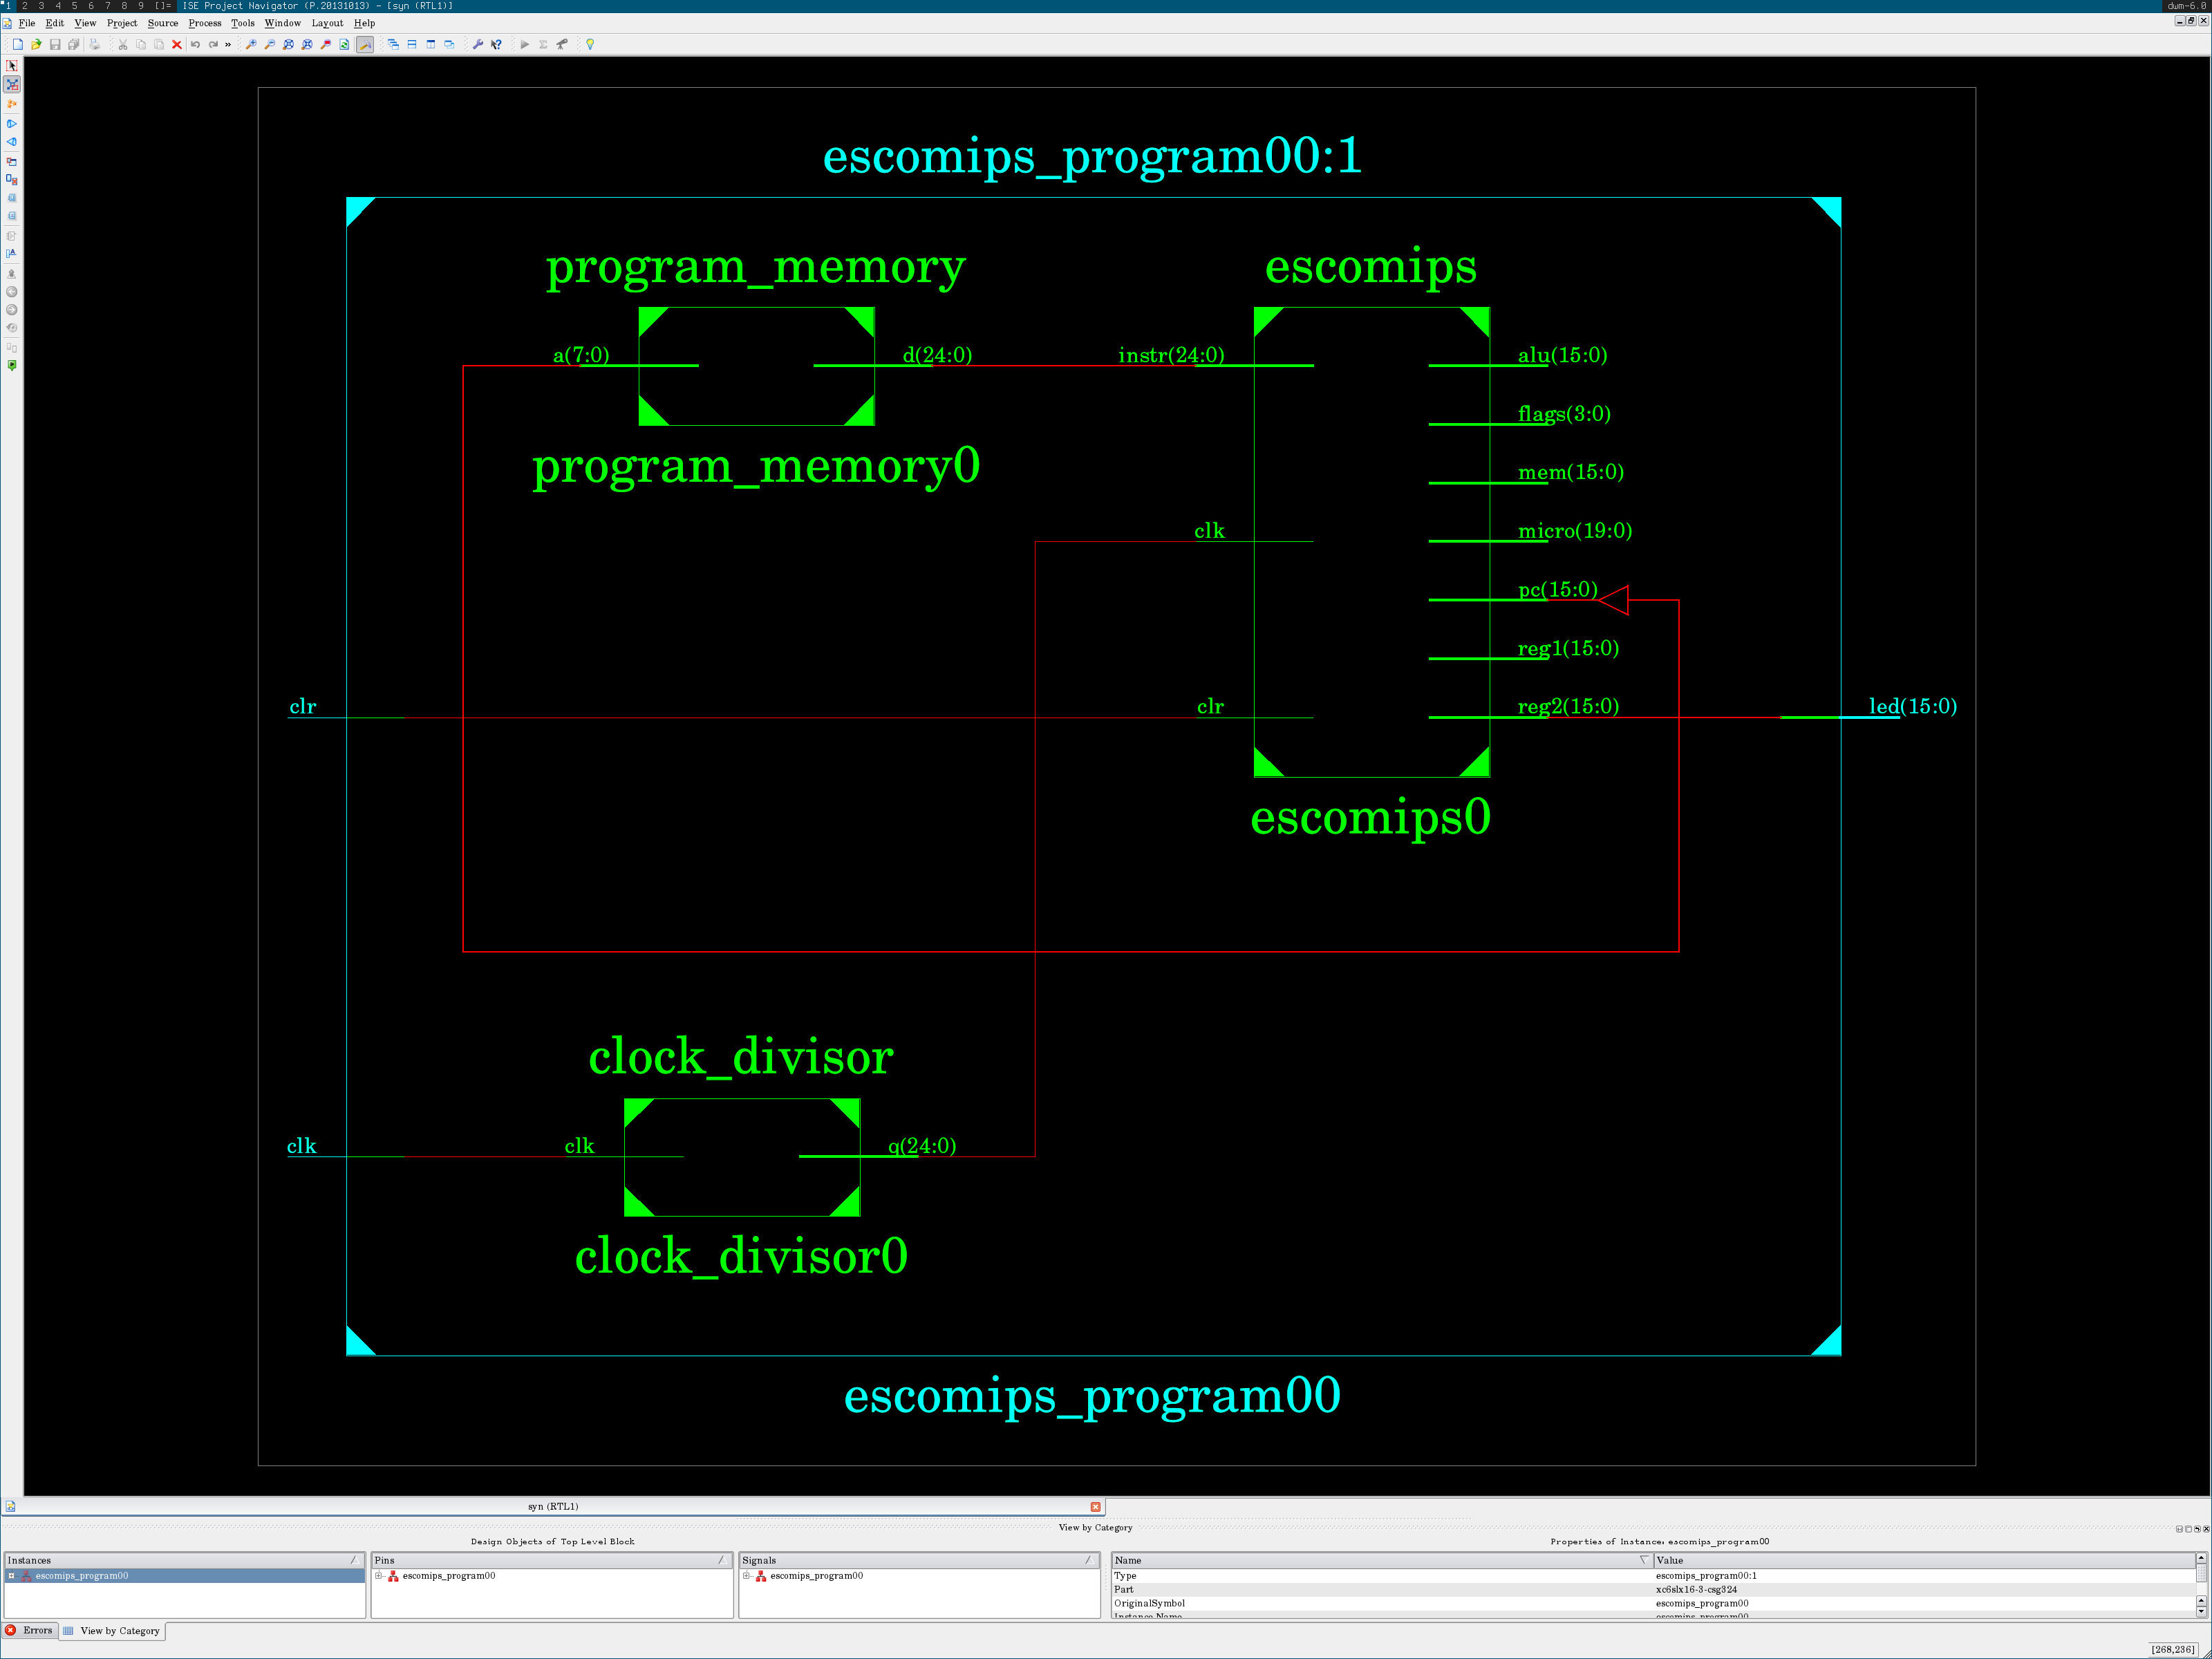 1 2 3 4 5 6 7 8 9 []= ISE Project Navigator (P.20131013) - [syn (RTL1)] dwm-6.0
File Edit View Project Source Process Tools Window Layout Help
»
escomips_program00:1
program_memory escomips
a(7:0) d(24:0) instr(24:0) alu(15:0)
flags(3:0)
program_memory0 mem(15:0)
clk micro(19:0)
pc(15:0)
reg1(15:0)
clr clr reg2(15:0) led(15:0)
escomips0
clock_divisor
clk clk q(24:0)
clock_divisor0
escomips_program00
syn (RTL1)
View by Category
Design Objects of Top Level Block Properties of Instance: escomips_program00
Instances Pins Signals Name Value
escomips_program00 escomips_program00 escomips_program00 Type escomips_program00:1
Part xc6slx16-3-csg324
OriginalSymbol escomips_program00
Instance Name escomips_program00
Errors View by Category
[268,236]